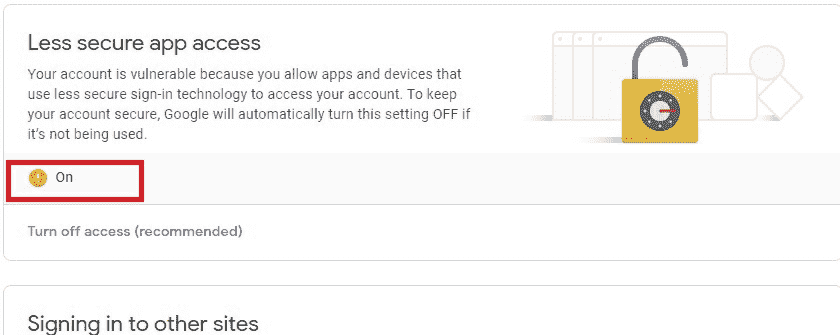 Less secure app access
Your account is vulnerable because you allow apps and devices that
use less secure sign-in technology to access your account. To keep
your account secure, Google will automatically turn this setting OFF if
it's not being used.
On
Turn off access (recommended)
Signing in to other sites